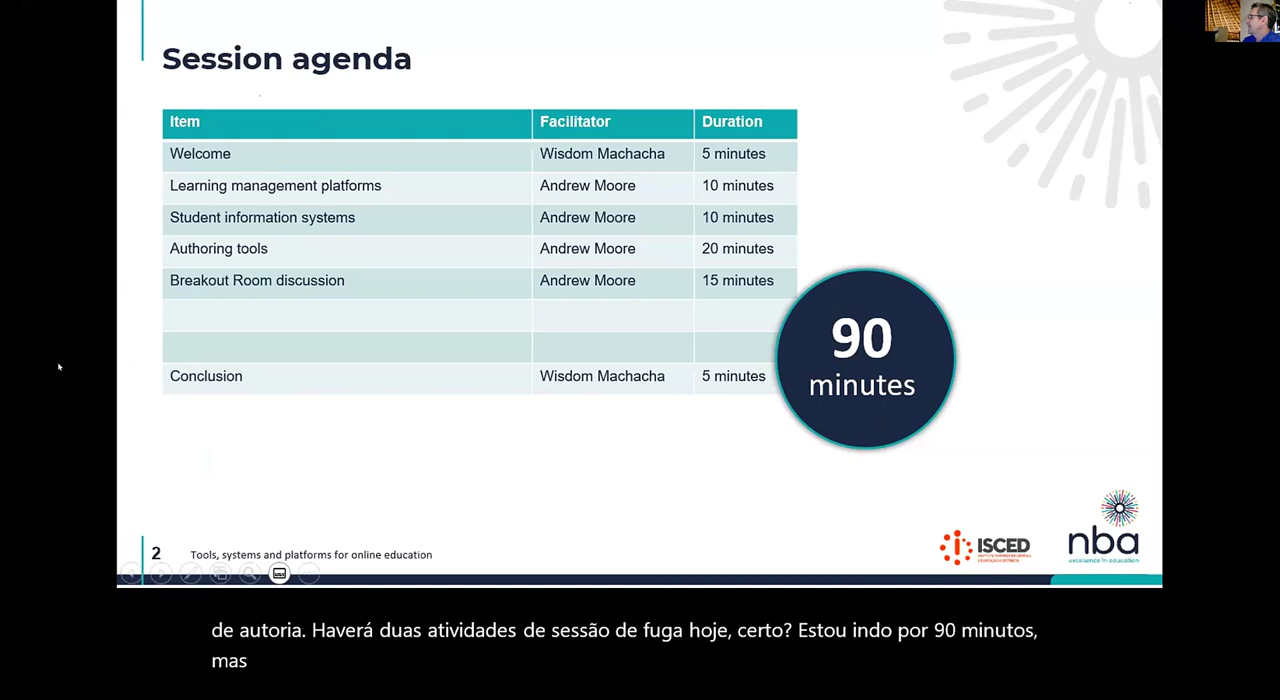 Session agenda
Item Facilitator Duration
Welcome Wisdom Machacha 5 minutes
Learning management platforms Andrew Moore 10 minutes
Student information systems Andrew Moore 10 minutes
Authoring tools Andrew Moore 20 minutes
Breakout Room discussion Andrew Moore 15 minutes
Conclusion Wisdom Machacha 5 minutes
90
minutes
2 Tools, systems and platforms for online education
ISCED
nba
excellence in education
de autoria. Haverá duas atividades de sessão de fuga hoje, certo? Estou indo por 90 minutos,
mas